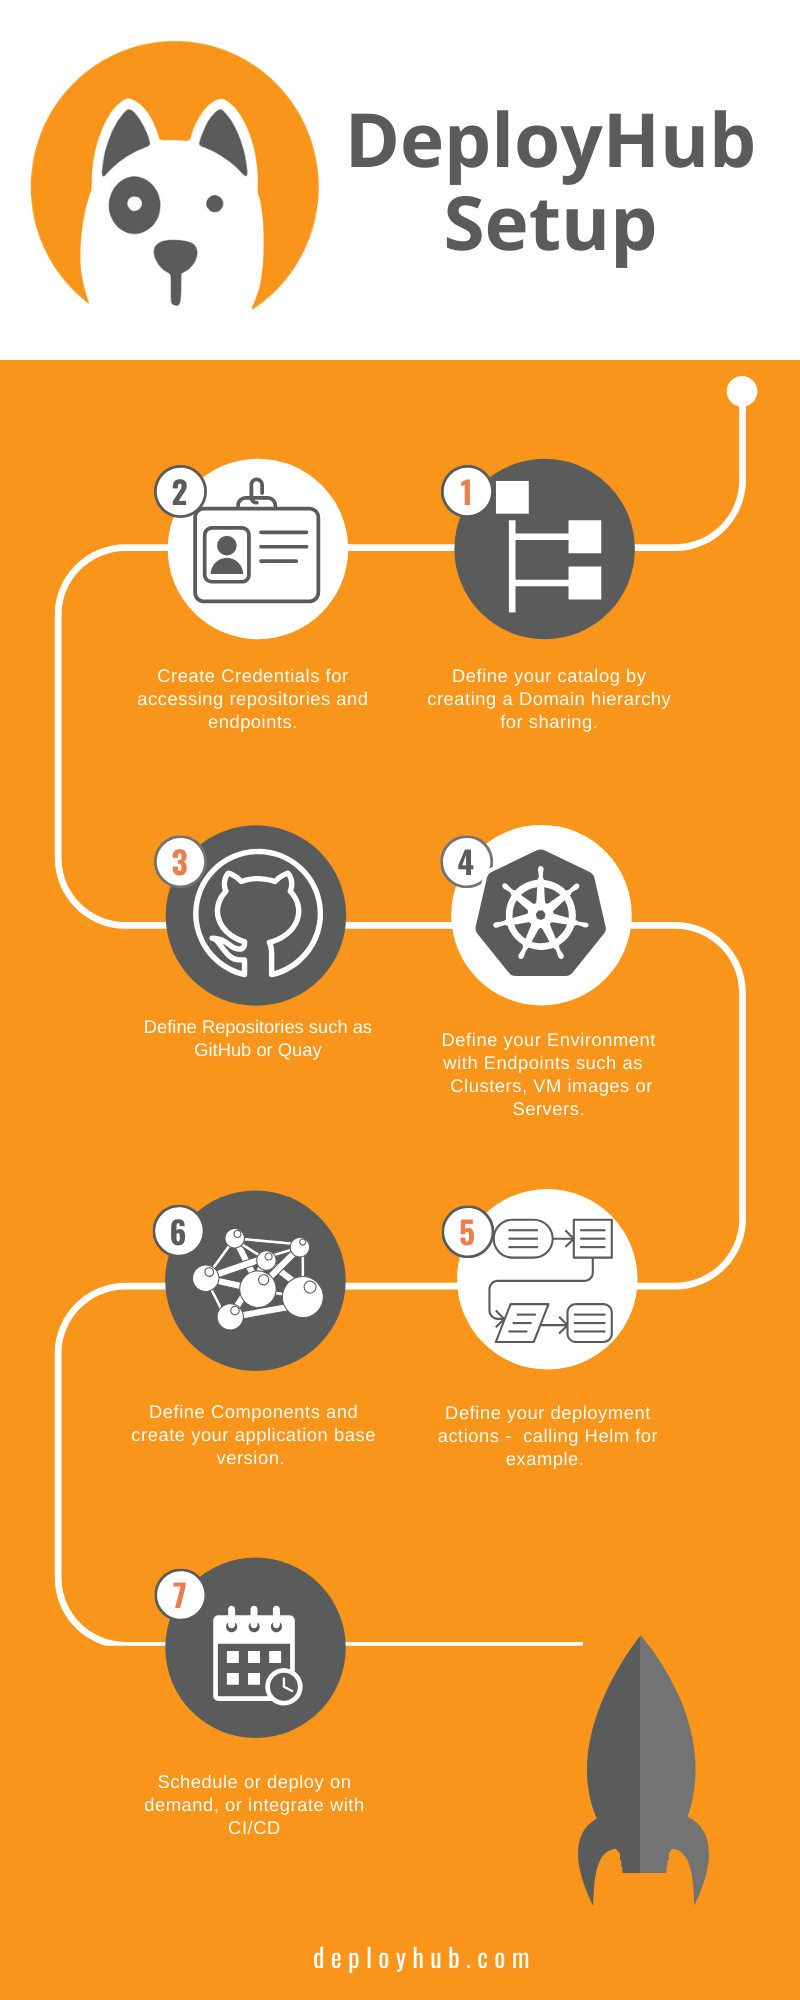 DeployHub
Setup
1
Define your catalog by
creating a Domain hierarchy
for sharing.
2
Create Credentials for
accessing repositories and
endpoints.
3
Define Repositories such as
GitHub or Quay
4
Define your Environment
with Endpoints such as
Clusters, VM images or
Servers.
5
Define your deployment
actions -  calling Helm for
example.
6
Define Components and
create your application base
version.
7
Schedule or deploy on
demand, or integrate with
CI/CD
deployhub.com